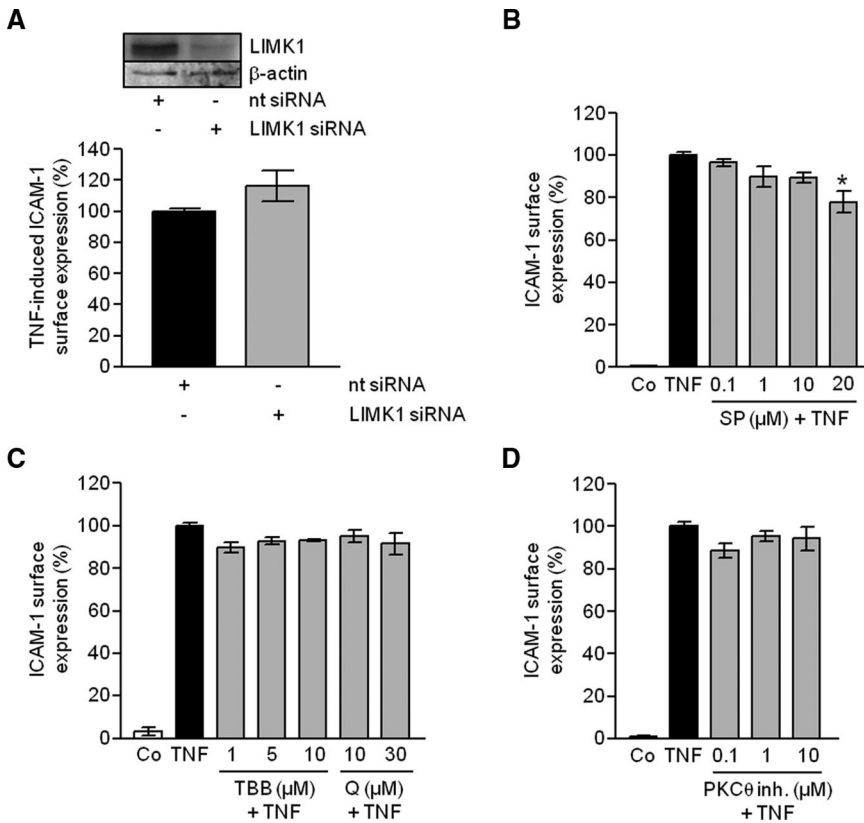 A
LIMK1
β-actin
+ - nt siRNA
- + LIMK1 siRNA
TNF-induced ICAM-1
surface expression (%)
140
120
100
80
60
40
20
0
+ - nt siRNA
- + LIMK1 siRNA
B
ICAM-1 surface
expression (%)
120
100
80
60
40
20
0
*
Co TNF 0.1 1 10 20
SP (µM) + TNF
C
ICAM-1 surface
expression (%)
120
100
80
60
40
20
0
Co TNF 1 5 10 10 30
TBB (µM) Q (µM)
+ TNF + TNF
D
ICAM-1 surface
expression (%)
120
100
80
60
40
20
0
Co TNF 0.1 1 10
PKCθ inh. (µM)
+ TNF